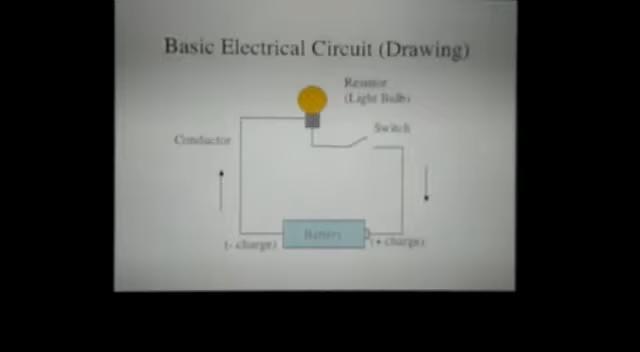 Basic Electrical Circuit (Drawing)
Resistor
(Light Bulb)
Switch
Conductor
Battery
(- charge)
(+ charge)